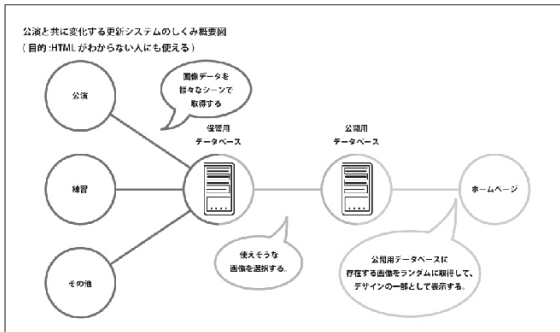 公演と共に変化する更新システムのしくみ概要図
(目的:HTMLがわからない人にも使える)
公演
画像データを
様々なシーンで
取得する
保管用
データベース
公開用
データベース
練習
ホームページ
使えそうな
画像を選択する。
公開用データベースに
存在する画像をランダムに取得して、
デザインの一部として表示する。
その他